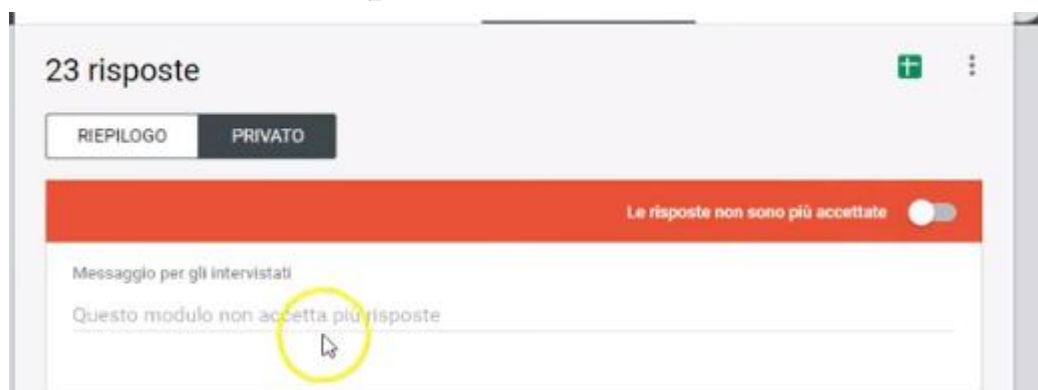 23 risposte
RIEPILOGO PRIVATO
Le risposte non sono più accettate
Messaggio per gli intervistati
Questo modulo non accetta più risposte